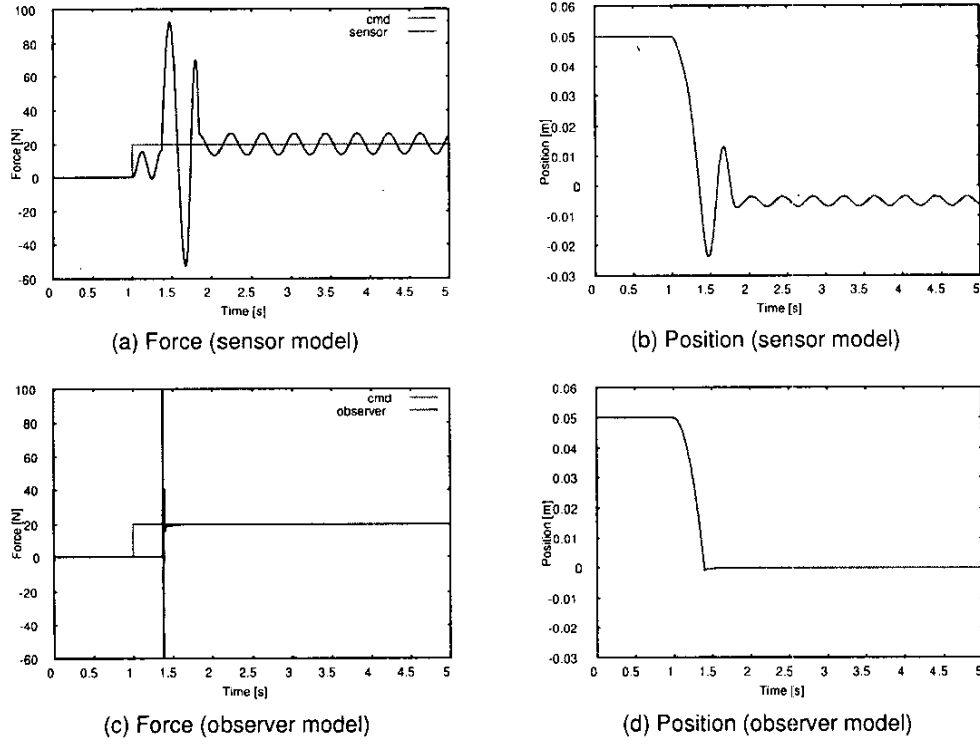 100
80
60
40
20
0
-20
-40
-60
Force [N]
cmd
sensor
0 0.5 1 1.5 2 2.5 3 3.5 4 4.5 5
Time [s]
(a) Force (sensor model)
0.06
0.05
0.04
0.03
0.02
0.01
0
-0.01
-0.02
-0.03
Position [m]
0 0.5 1 1.5 2 2.5 3 3.5 4 4.5 5
Time [s]
(b) Position (sensor model)
100
80
60
40
20
0
-20
-40
-60
Force [N]
cmd
observer
0 0.5 1 1.5 2 2.5 3 3.5 4 4.5 5
Time [s]
(c) Force (observer model)
0.06
0.05
0.04
0.03
0.02
0.01
0
-0.01
-0.02
-0.03
Position [m]
0 0.5 1 1.5 2 2.5 3 3.5 4 4.5 5
Time [s]
(d) Position (observer model)